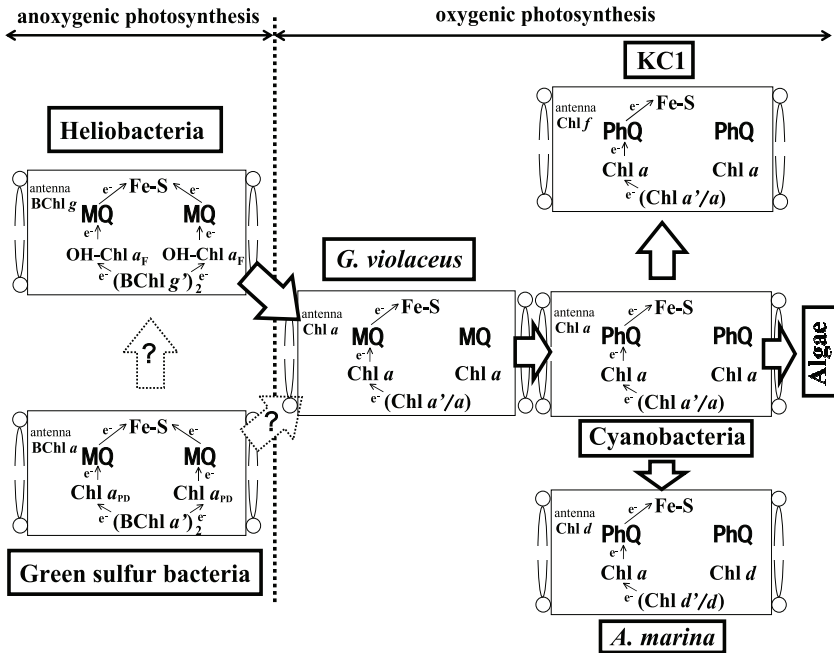 anoxygenic photosynthesis
oxygenic photosynthesis
KC1
antenna
Chl f
e-
Fe-S
PhQ
PhQ
e-
Chl a
Chl a
e-
(Chl a'/a)
Heliobacteria
antenna
BChl g
e-
Fe-S
e-
MQ
MQ
e-
e-
OH-Chl aF
OH-Chl aF
e-
(BChl g')2
e-
G. violaceus
antenna
Chl a
e-
Fe-S
MQ
MQ
e-
Chl a
Chl a
e-
(Chl a'/a)
antenna
Chl a
e-
Fe-S
PhQ
PhQ
e-
Chl a
Chl a
e-
(Chl a'/a)
Cyanobacteria
Algae
?
?
antenna
BChl a
e-
Fe-S
e-
MQ
MQ
e-
e-
Chl aPD
Chl aPD
e-
(BChl a')2
e-
Green sulfur bacteria
antenna
Chl d
e-
Fe-S
PhQ
PhQ
e-
Chl a
Chl d
e-
(Chl d'/d)
A. marina